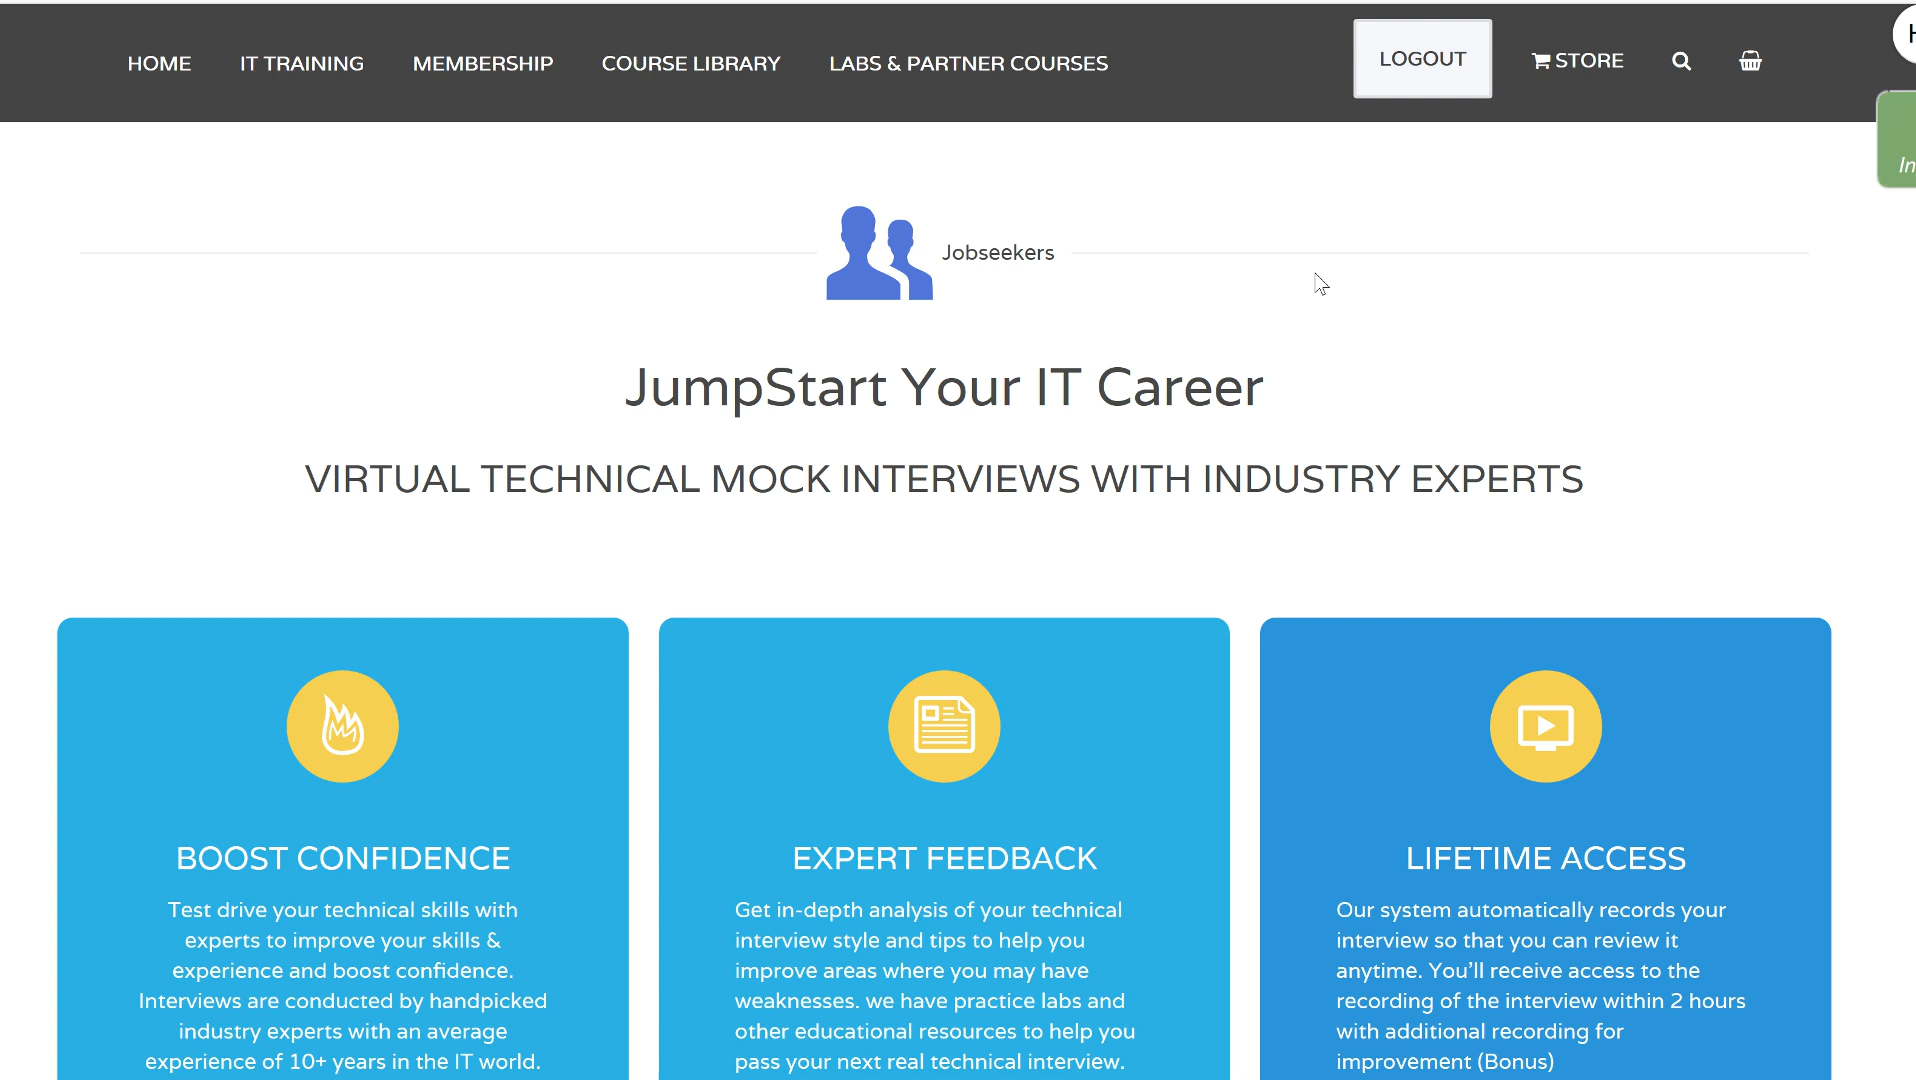 HOME IT TRAINING MEMBERSHIP COURSE LIBRARY LABS & PARTNER COURSES LOGOUT STORE
Jobseekers
JumpStart Your IT Career
VIRTUAL TECHNICAL MOCK INTERVIEWS WITH INDUSTRY EXPERTS
BOOST CONFIDENCE
Test drive your technical skills with
experts to improve your skills &
experience and boost confidence.
Interviews are conducted by handpicked
industry experts with an average
experience of 10+ years in the IT world.
EXPERT FEEDBACK
Get in-depth analysis of your technical
interview style and tips to help you
improve areas where you may have
weaknesses. we have practice labs and
other educational resources to help you
pass your next real technical interview.
LIFETIME ACCESS
Our system automatically records your
interview so that you can review it
anytime. You'll receive access to the
recording of the interview within 2 hours
with additional recording for
improvement (Bonus)